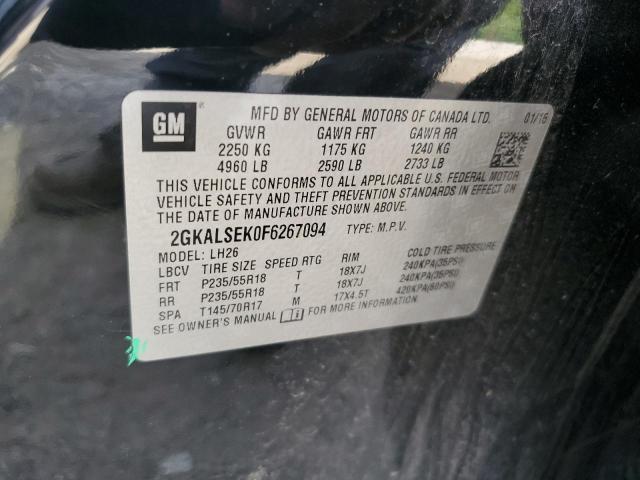 GM
MFD BY GENERAL MOTORS OF CANADA LTD. 01/15
GVWR GAWR FRT GAWR RR
2250 KG 1175 KG 1240 KG
4960 LB 2590 LB 2733 LB
THIS VEHICLE CONFORMS TO ALL APPLICABLE U.S. FEDERAL MOTOR
VEHICLE SAFETY AND THEFT PREVENTION STANDARDS IN EFFECT ON
THE DATE OF MANUFACTURE SHOWN ABOVE.
2GKALSEK0F6267094 TYPE: M.P.V.
MODEL: LH26
LBCV TIRE SIZE SPEED RTG RIM COLD TIRE PRESSURE
FRT P235/55R18 T 18X7J 240KPA(35PSI)
RR P235/55R18 T 18X7J 240KPA(35PSI)
SPA T145/70R17 M 17X4.5T 420KPA(60PSI)
SEE OWNER'S MANUAL FOR MORE INFORMATION